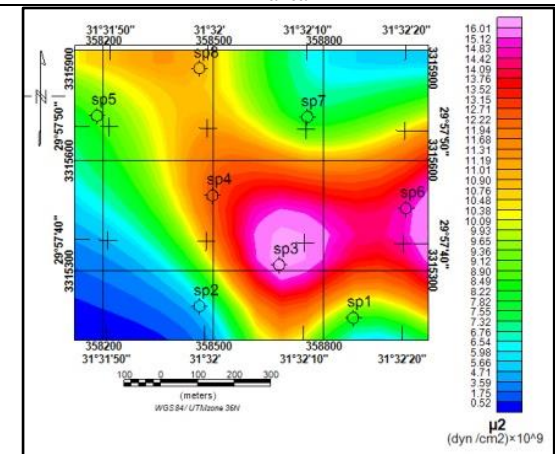 31°31'50" 31°32' 31°32'10" 31°32'20"
358200 358500 358800
3315900 3315900
29°57'50" 29°57'50"
3315600 3315600
29°57'40" 29°57'40"
3315300 3315300
sp8
sp5
sp7
sp4
sp6
sp3
sp2
sp1
358200 358500 358800
31°31'50" 31°32' 31°32'10" 31°32'20"
100 0 100 200 300
(meters)
WGS84/ UTMzone 36N
16.01
15.12
14.83
14.42
14.09
13.76
13.52
13.15
12.71
12.22
11.94
11.68
11.31
11.19
11.01
10.90
10.76
10.48
10.38
10.09
9.93
9.65
9.36
9.12
8.90
8.49
8.22
7.82
7.55
7.32
6.76
6.54
5.98
5.66
4.71
3.59
1.75
0.52
μ2
(dyn /cm2)×10^9